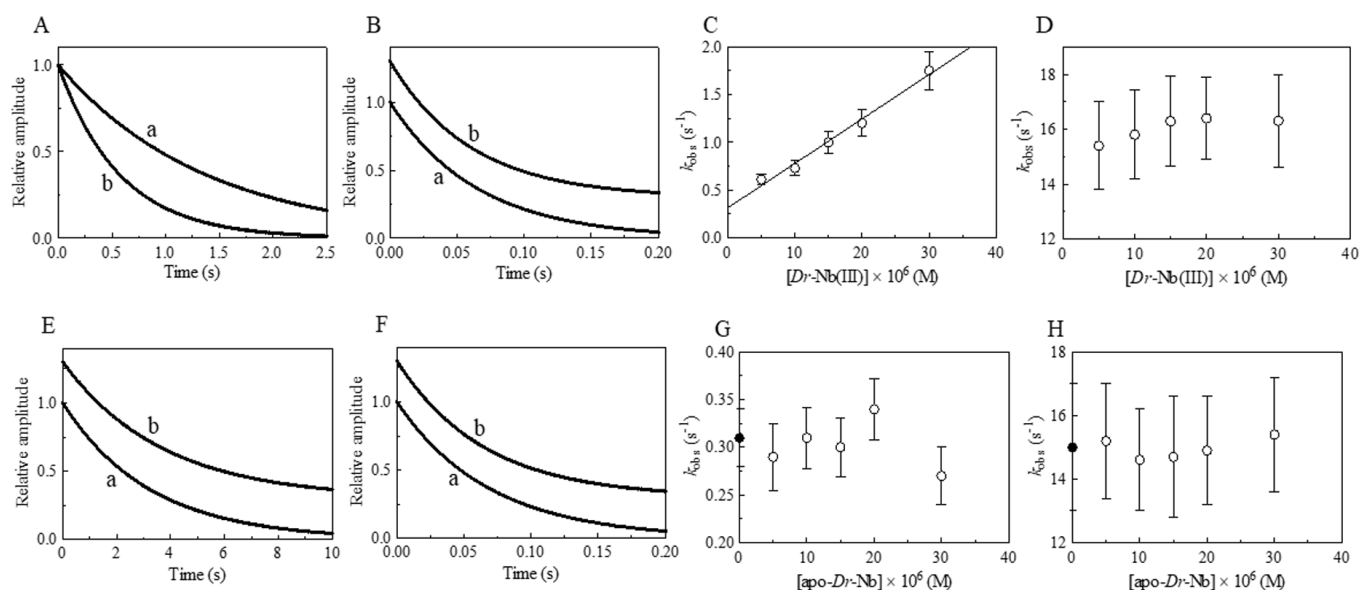 A
Relative amplitude
1.0
0.5
0.0
a
b
0.0 0.5 1.0 1.5 2.0 2.5
Time (s)
B
Relative amplitude
1.0
0.5
0.0
b
a
0.00 0.05 0.10 0.15 0.20
Time (s)
C
kobs (s-1)
2.0
1.5
1.0
0.5
0.0
0 10 20 30 40
[Dr-Nb(III)] × 10⁶ (M)
D
kobs (s-1)
18
16
14
12
0 10 20 30 40
[Dr-Nb(III)] × 10⁶ (M)
E
Relative amplitude
1.0
0.5
0.0
b
a
0 2 4 6 8 10
Time (s)
F
Relative amplitude
1.0
0.5
0.0
b
a
0.00 0.05 0.10 0.15 0.20
Time (s)
G
kobs (s-1)
0.40
0.35
0.30
0.25
0.20
0 10 20 30 40
[apo-Dr-Nb] × 10⁶ (M)
H
kobs (s-1)
18
16
14
12
0 10 20 30 40
[apo-Dr-Nb] × 10⁶ (M)